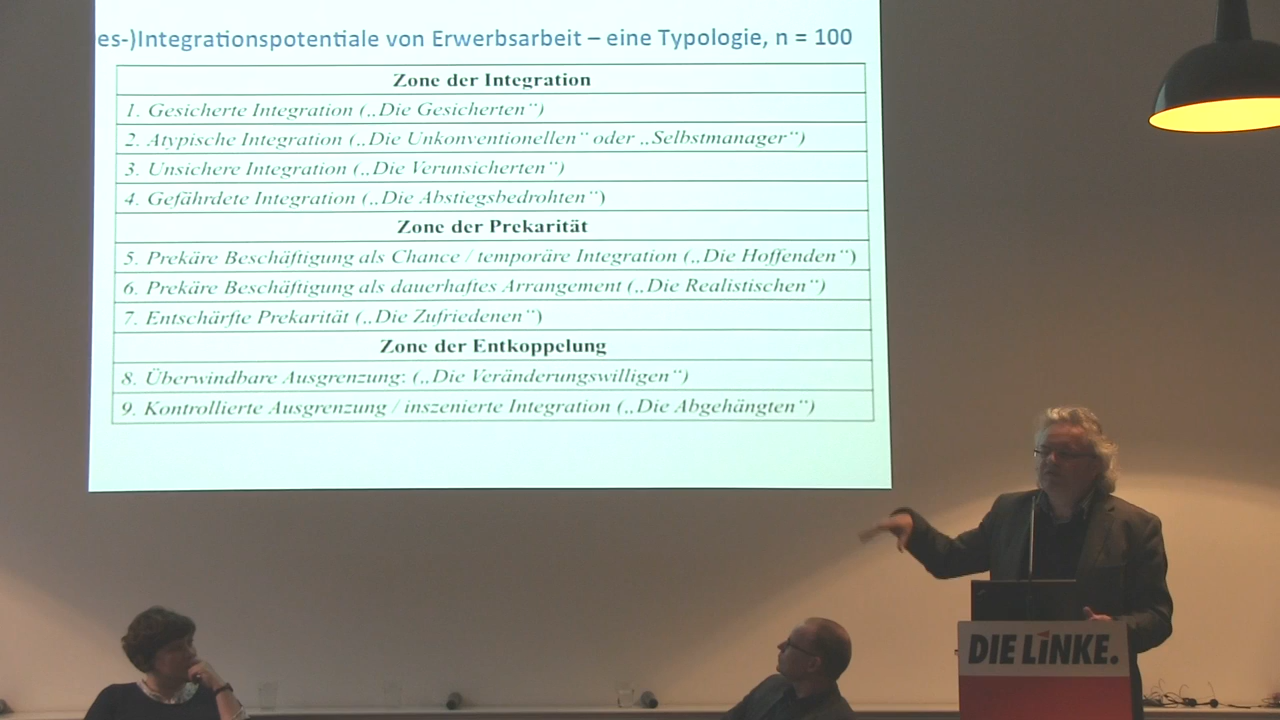 es-)Integrationspotentiale von Erwerbsarbeit – eine Typologie, n = 100
Zone der Integration
1. Gesicherte Integration („Die Gesicherten“)
2. Atypische Integration („Die Unkonventionellen“ oder „Selbstmanager“)
3. Unsichere Integration („Die Verunsicherten“)
4. Gefährdete Integration („Die Abstiegsbedrohten“)
Zone der Prekarität
5. Prekäre Beschäftigung als Chance / temporäre Integration („Die Hoffenden“)
6. Prekäre Beschäftigung als dauerhaftes Arrangement („Die Realistischen“)
7. Entschärfte Prekarität („Die Zufriedenen“)
Zone der Entkoppelung
8. Überwindbare Ausgrenzung: („Die Veränderungswilligen“)
9. Kontrollierte Ausgrenzung / inszenierte Integration („Die Abgehängten“)
DIE LINKE.